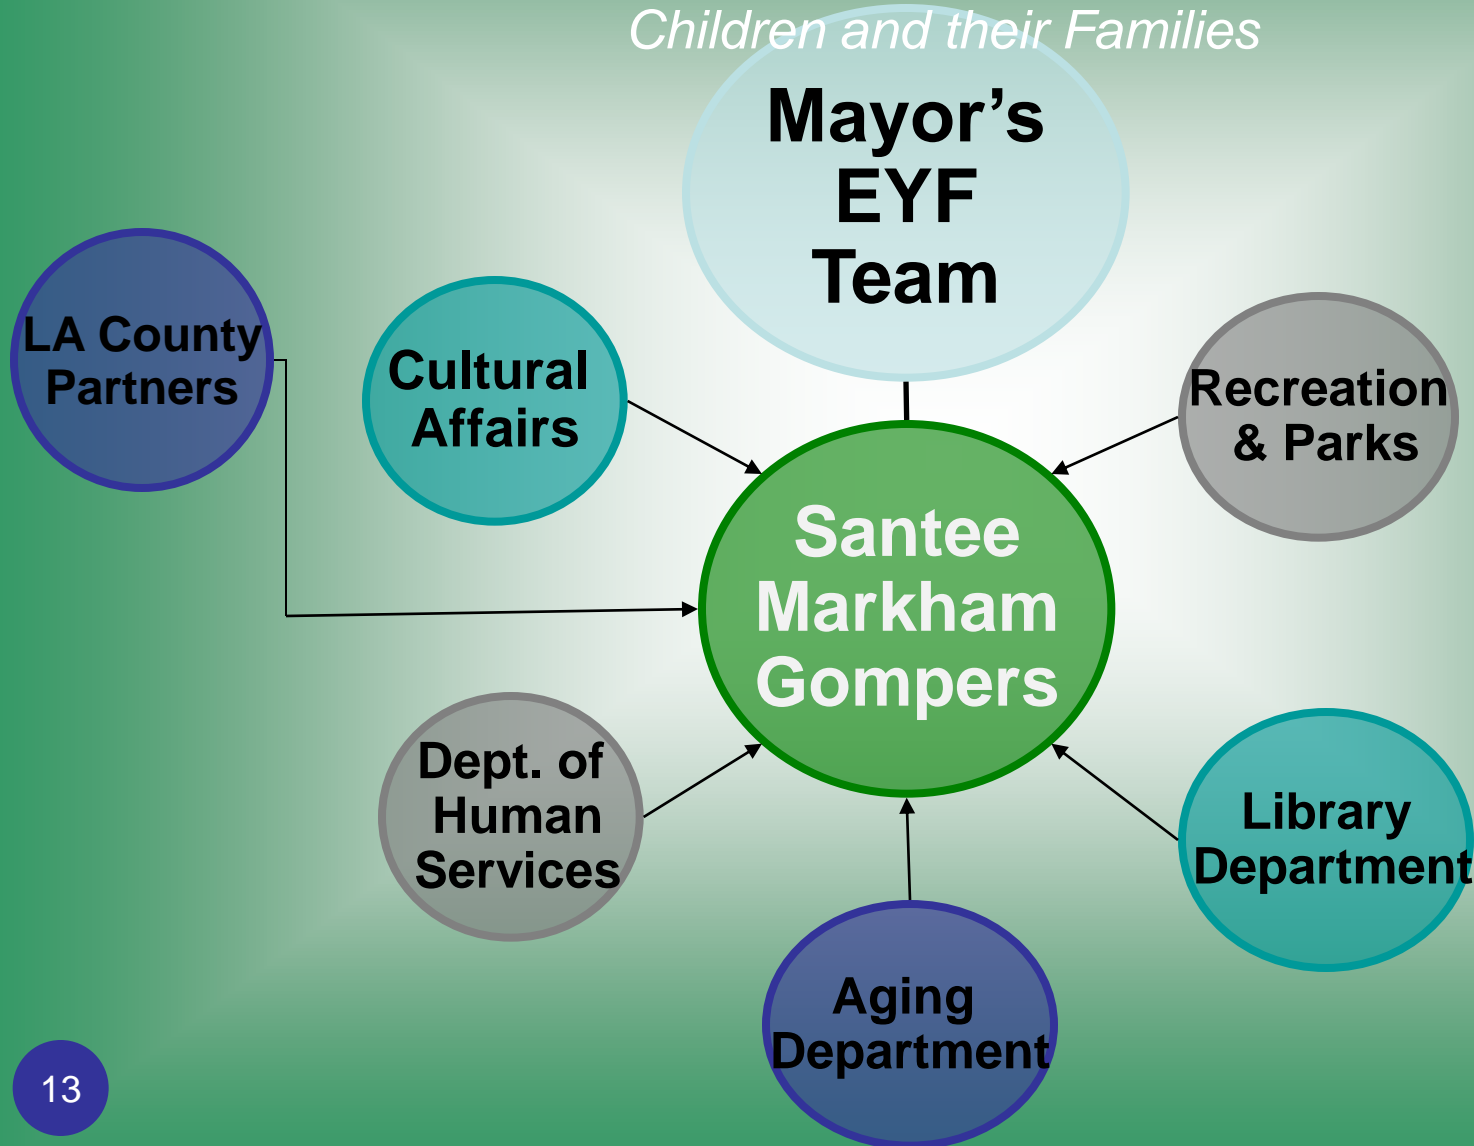 Children and their Families
Mayor’s
EYF
Team
LA County
Partners
Cultural
Affairs
Recreation
& Parks
Santee
Markham
Gompers
Dept. of
Human
Services
Library
Department
Aging
Department
13